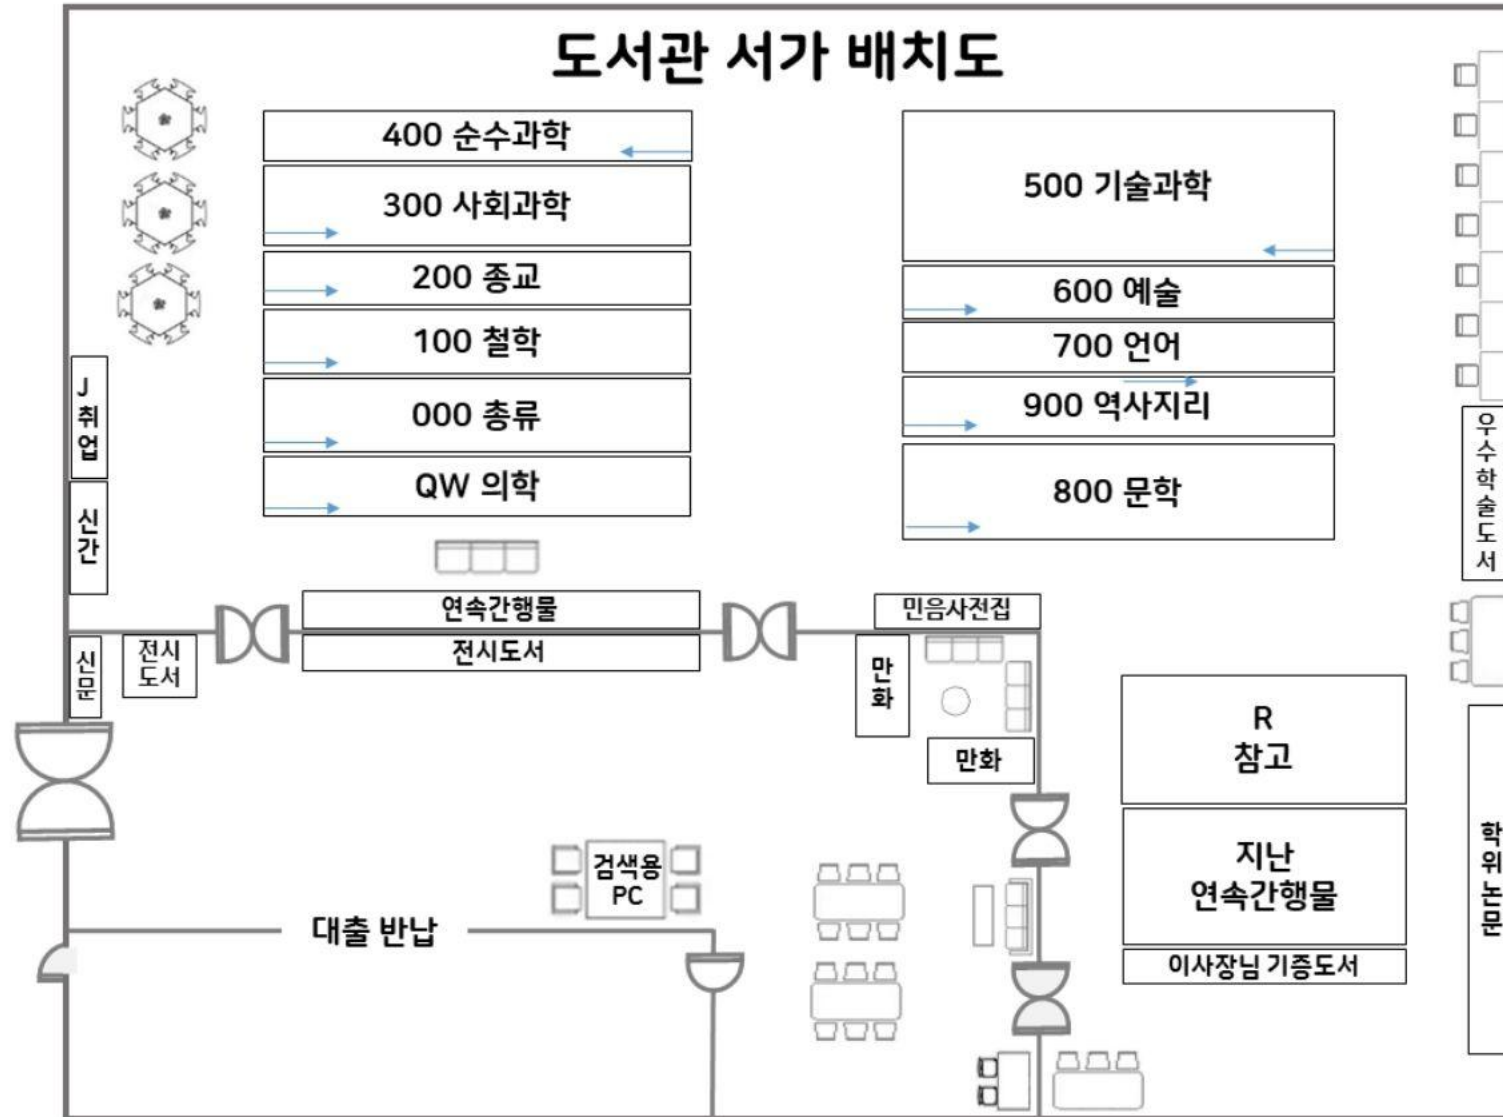 도서관 서가 배치도
400 순수과학
300 사회과학
200 종교
100 철학
000 총류
QW 의학
500 기술과학
600 예술
700 언어
900 역사지리
800 문학
J
취
업
신
간
우
수
학
술
도
서
연속간행물
전시도서
민음사전집
신
문
전시
도서
만
화
만화
R
참고
지난
연속간행물
이사장님 기증도서
학
위
논
문
검색용
PC
대출 반납